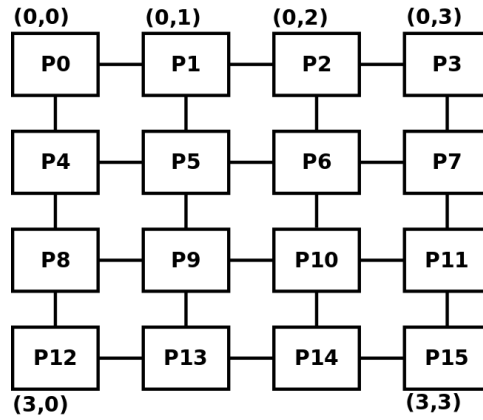 (0,0) (0,1) (0,2) (0,3)
P0 P1 P2 P3
P4 P5 P6 P7
P8 P9 P10 P11
P12 P13 P14 P15
(3,0) (3,3)